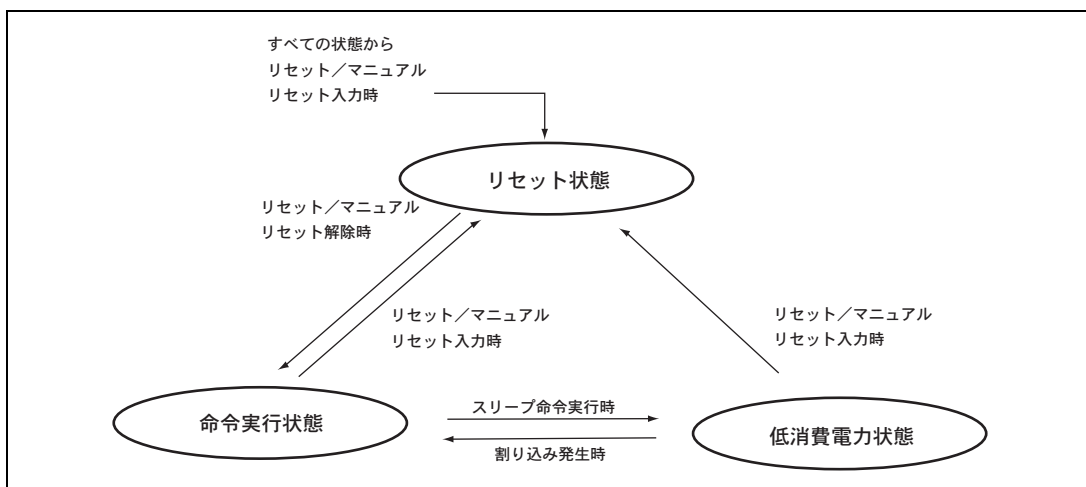 すべての状態から
リセット／マニュアル
リセット入力時
リセット状態
リセット／マニュアル
リセット解除時
リセット／マニュアル
リセット入力時
リセット／マニュアル
リセット入力時
命令実行状態
スリープ命令実行時
割り込み発生時
低消費電力状態